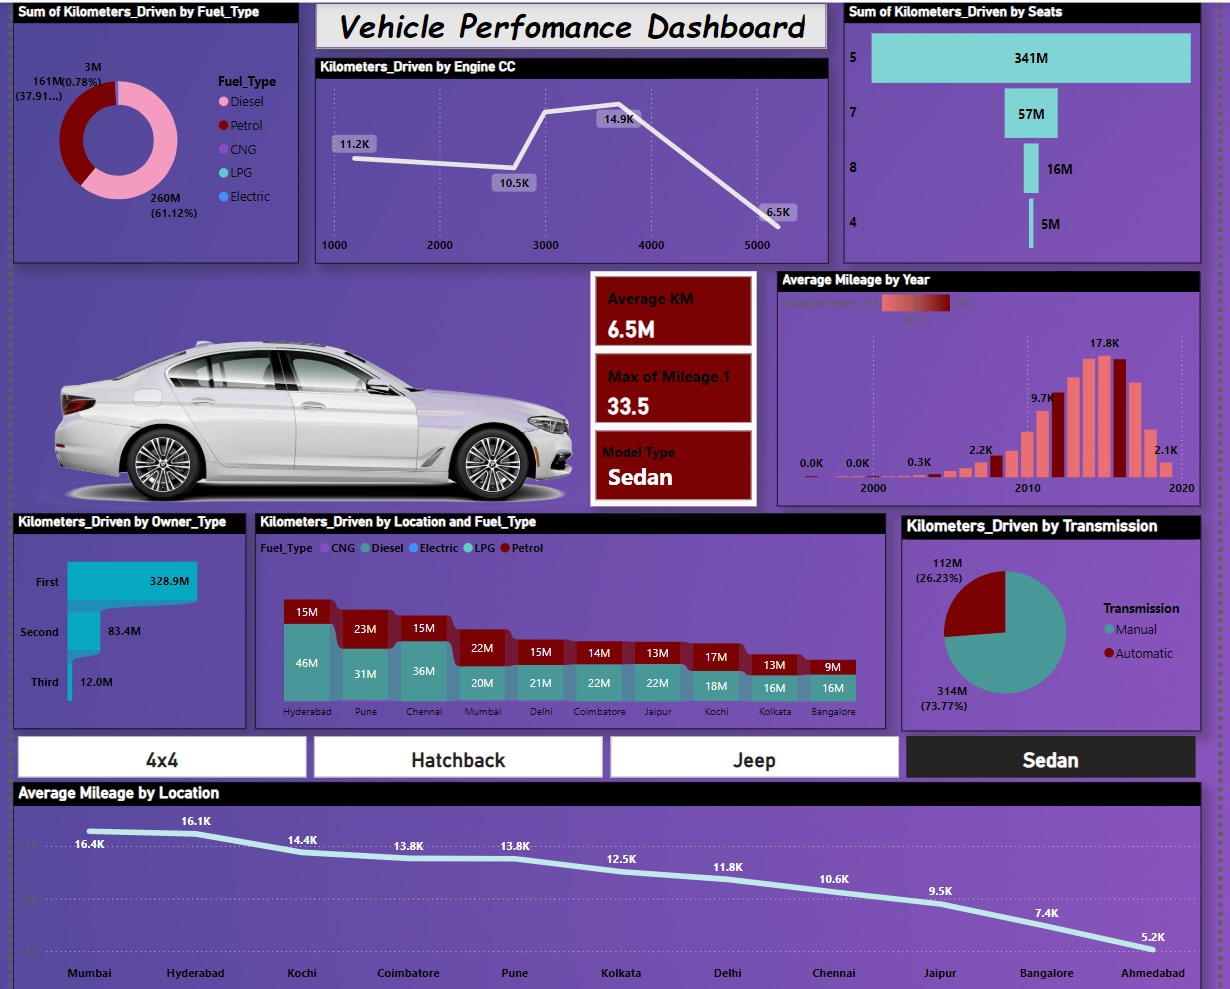 Sum of Kilometers_Driven by Fuel_Type
3M
(0.78%)
161M
(37.91...)
260M
(61.12%)
Fuel_Type
Diesel
Petrol
CNG
LPG
Electric
Vehicle Perfomance Dashboard
Kilometers_Driven by Engine CC
11.2K
10.5K
14.9K
6.5K
1000 2000 3000 4000 5000
Sum of Kilometers_Driven by Seats
5 341M
7 57M
8 16M
4 5M
Average KM
6.5M
Max of Mileage.1
33.5
Model Type
Sedan
Average Mileage by Year
Count of Year
0.0K 0.0K 0.3K 2.2K 9.7K 17.8K 2.1K
2000 2010 2020
Kilometers_Driven by Owner_Type
First 328.9M
Second 83.4M
Third 12.0M
Kilometers_Driven by Location and Fuel_Type
Fuel_Type CNG Diesel Electric LPG Petrol
15M 23M 15M 22M 15M 14M 13M 17M 13M 9M
46M 31M 36M 20M 21M 22M 22M 18M 16M 16M
Hyderabad Pune Chennai Mumbai Delhi Coimbatore Jaipur Kochi Kolkata Bangalore
Kilometers_Driven by Transmission
112M
(26.23%)
314M
(73.77%)
Transmission
Manual
Automatic
4x4 Hatchback Jeep Sedan
Average Mileage by Location
16.4K 16.1K 14.4K 13.8K 13.8K 12.5K 11.8K 10.6K 9.5K 7.4K 5.2K
15K
10K
5K
Mumbai Hyderabad Kochi Coimbatore Pune Kolkata Delhi Chennai Jaipur Bangalore Ahmedabad